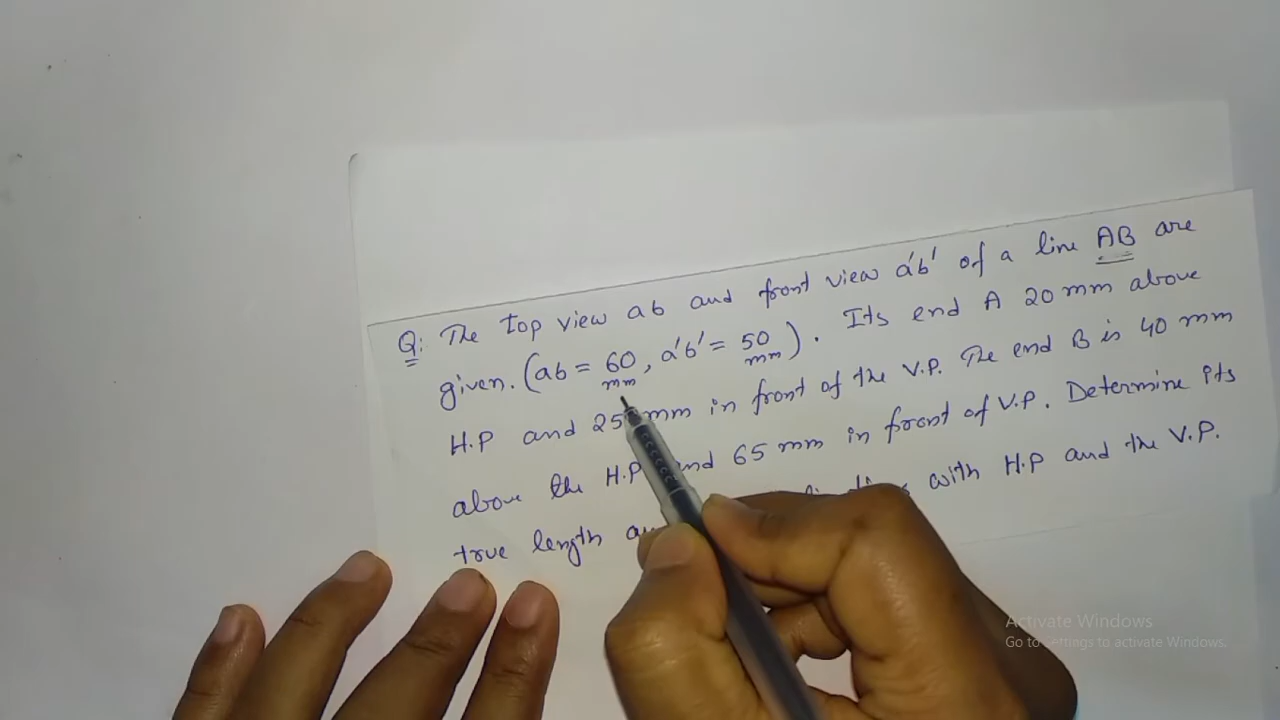 Q: The top view ab and front view a'b' of a line AB are
given. (ab = 60 mm, a'b' = 50 mm). Its end A 20 mm above
H.P and 25 mm in front of the V.P. The end B is 40 mm
above the H.P and 65 mm in front of V.P. Determine its
true length with H.P and the V.P.
Activate Windows
Go to Settings to activate Windows.